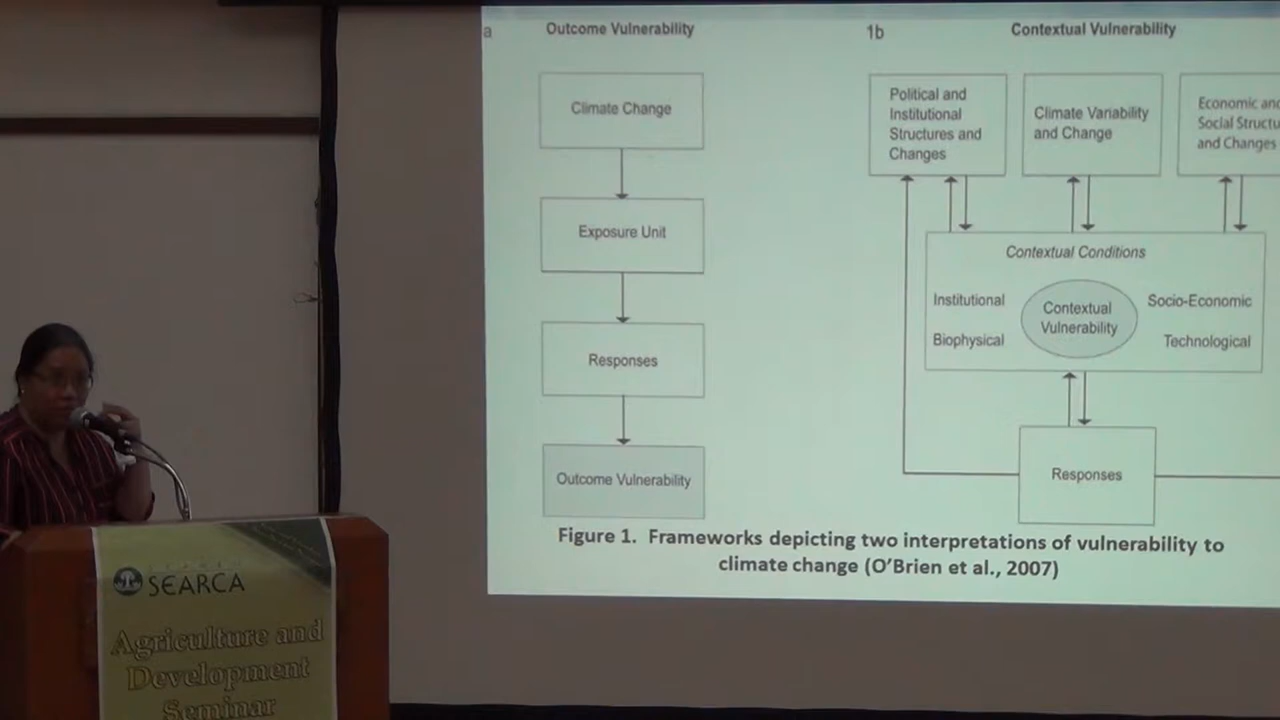 a
Outcome Vulnerability
Climate Change
Exposure Unit
Responses
Outcome Vulnerability
1b
Contextual Vulnerability
Political and
Institutional
Structures and
Changes
Climate Variability
and Change
Economic and
Social Structu
and Changes
Contextual Conditions
Institutional
Biophysical
Contextual
Vulnerability
Socio-Economic
Technological
Responses
Figure 1. Frameworks depicting two interpretations of vulnerability to
climate change (O'Brien et al., 2007)
SEARCA
Agriculture and
Development
Seminar